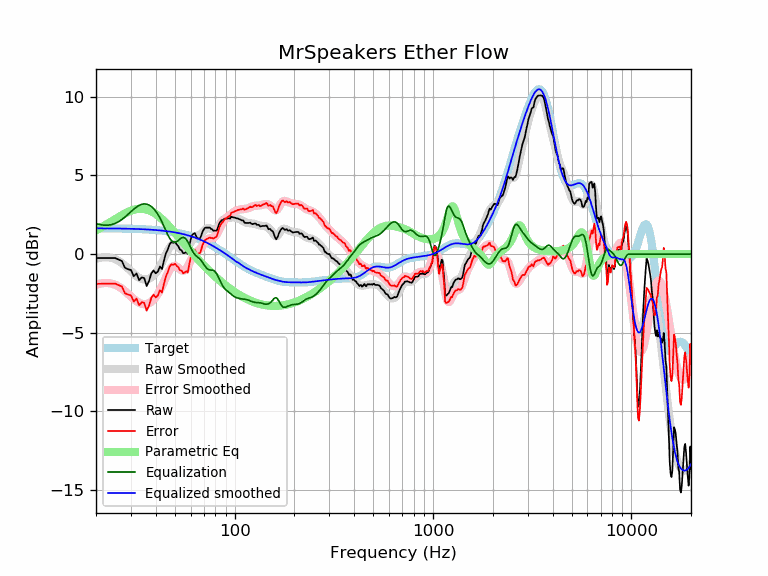 MrSpeakers Ether Flow
Amplitude (dBr)
10
5
0
−5
−10
−15
Target
Raw Smoothed
Error Smoothed
Raw
Error
Parametric Eq
Equalization
Equalized smoothed
100
1000
10000
Frequency (Hz)